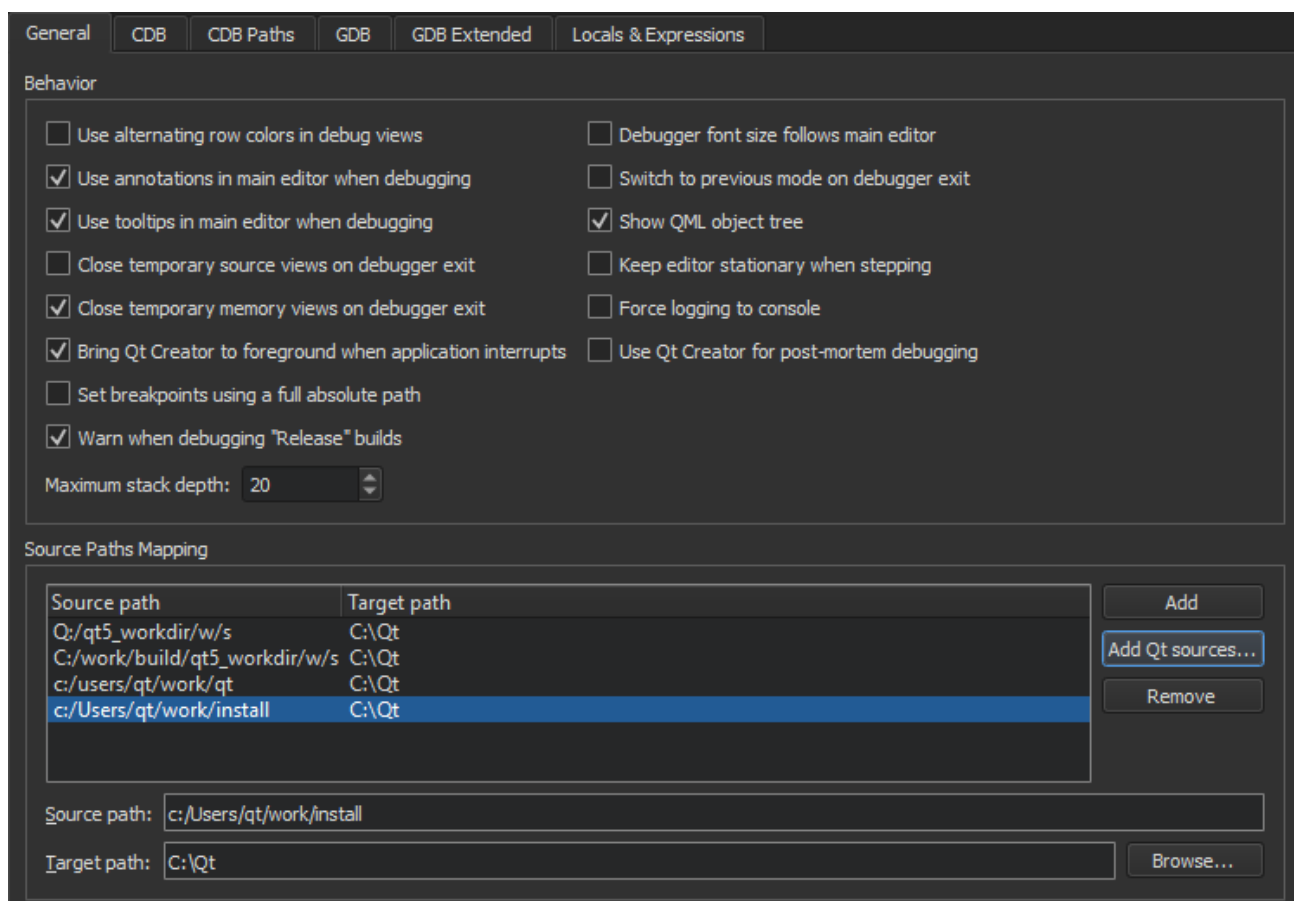 General CDB CDB Paths GDB GDB Extended Locals & Expressions
Behavior
Use alternating row colors in debug views
Debugger font size follows main editor
Use annotations in main editor when debugging
Switch to previous mode on debugger exit
Use tooltips in main editor when debugging
Show QML object tree
Close temporary source views on debugger exit
Keep editor stationary when stepping
Close temporary memory views on debugger exit
Force logging to console
Bring Qt Creator to foreground when application interrupts
Use Qt Creator for post-mortem debugging
Set breakpoints using a full absolute path
Warn when debugging "Release" builds
Maximum stack depth: 20
Source Paths Mapping
Source path Target path
Q:/qt5_workdir/w/s C:\Qt
C:/work/build/qt5_workdir/w/s C:\Qt
c:/users/qt/work/qt C:\Qt
c:/Users/qt/work/install C:\Qt
Add
Add Qt sources...
Remove
Source path: c:/Users/qt/work/install
Target path: C:\Qt Browse...